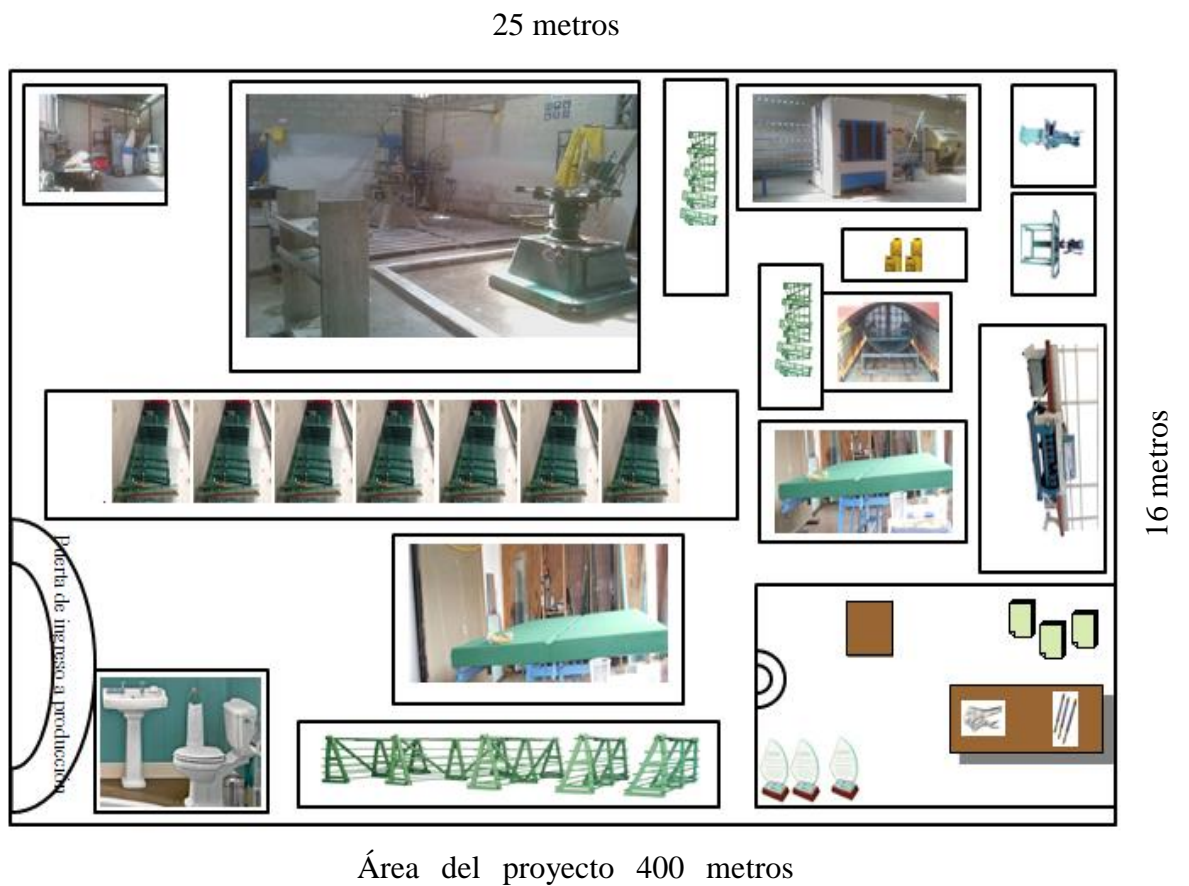 25 metros
16 metros
Puerta de ingreso a producción
Área del proyecto 400 metros